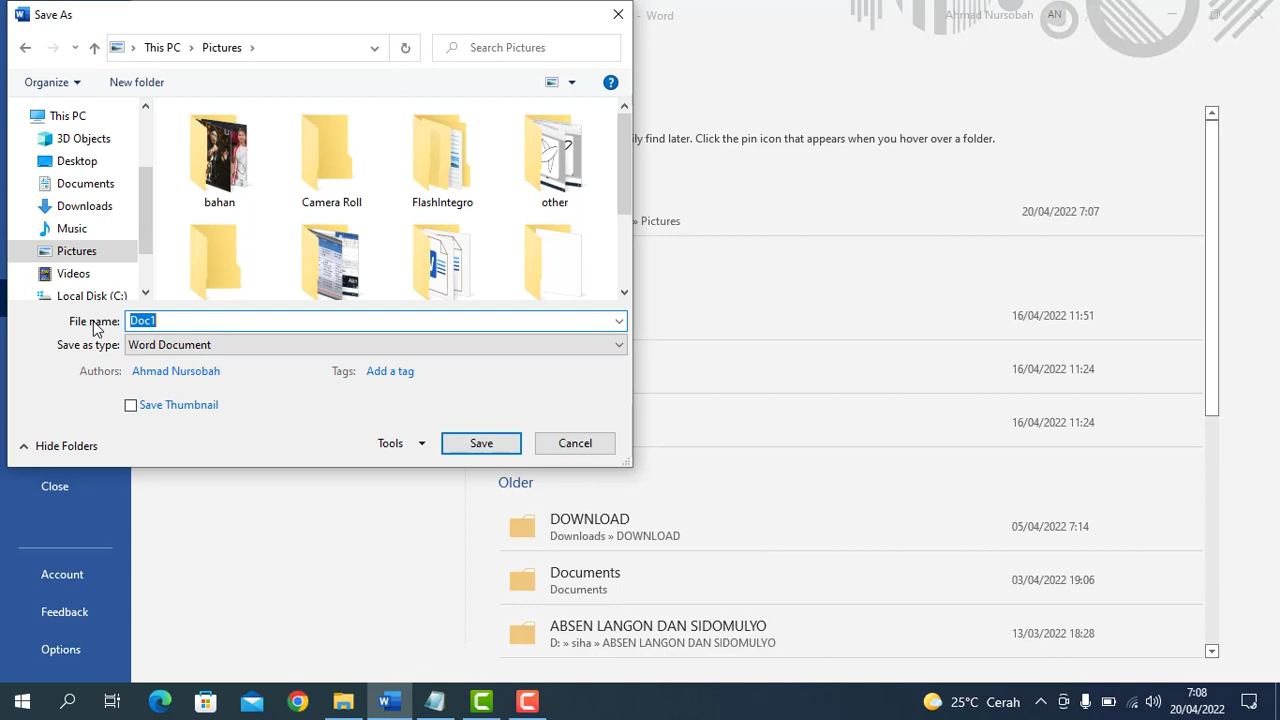 Save As
- Word
Ahmad Nursobah AN
This PC Pictures
Search Pictures
Organize New folder
This PC
3D Objects
Desktop
Documents
Downloads
Music
Pictures
Videos
Local Disk (C:)
bahan
Camera Roll
FlashIntegro
other
ily find later. Click the pin icon that appears when you hover over a folder.
20/04/2022 7:07
» Pictures
16/04/2022 11:51
16/04/2022 11:24
16/04/2022 11:24
File name: Doc1
Save as type: Word Document
Authors: Ahmad Nursobah
Tags: Add a tag
Save Thumbnail
Hide Folders
Tools Save Cancel
Close
Account
Feedback
Options
Older
DOWNLOAD
Downloads » DOWNLOAD
05/04/2022 7:14
Documents
Documents
03/04/2022 19:06
ABSEN LANGON DAN SIDOMULYO
D: » siha » ABSEN LANGON DAN SIDOMULYO
13/03/2022 18:28
25°C Cerah
7:08
20/04/2022